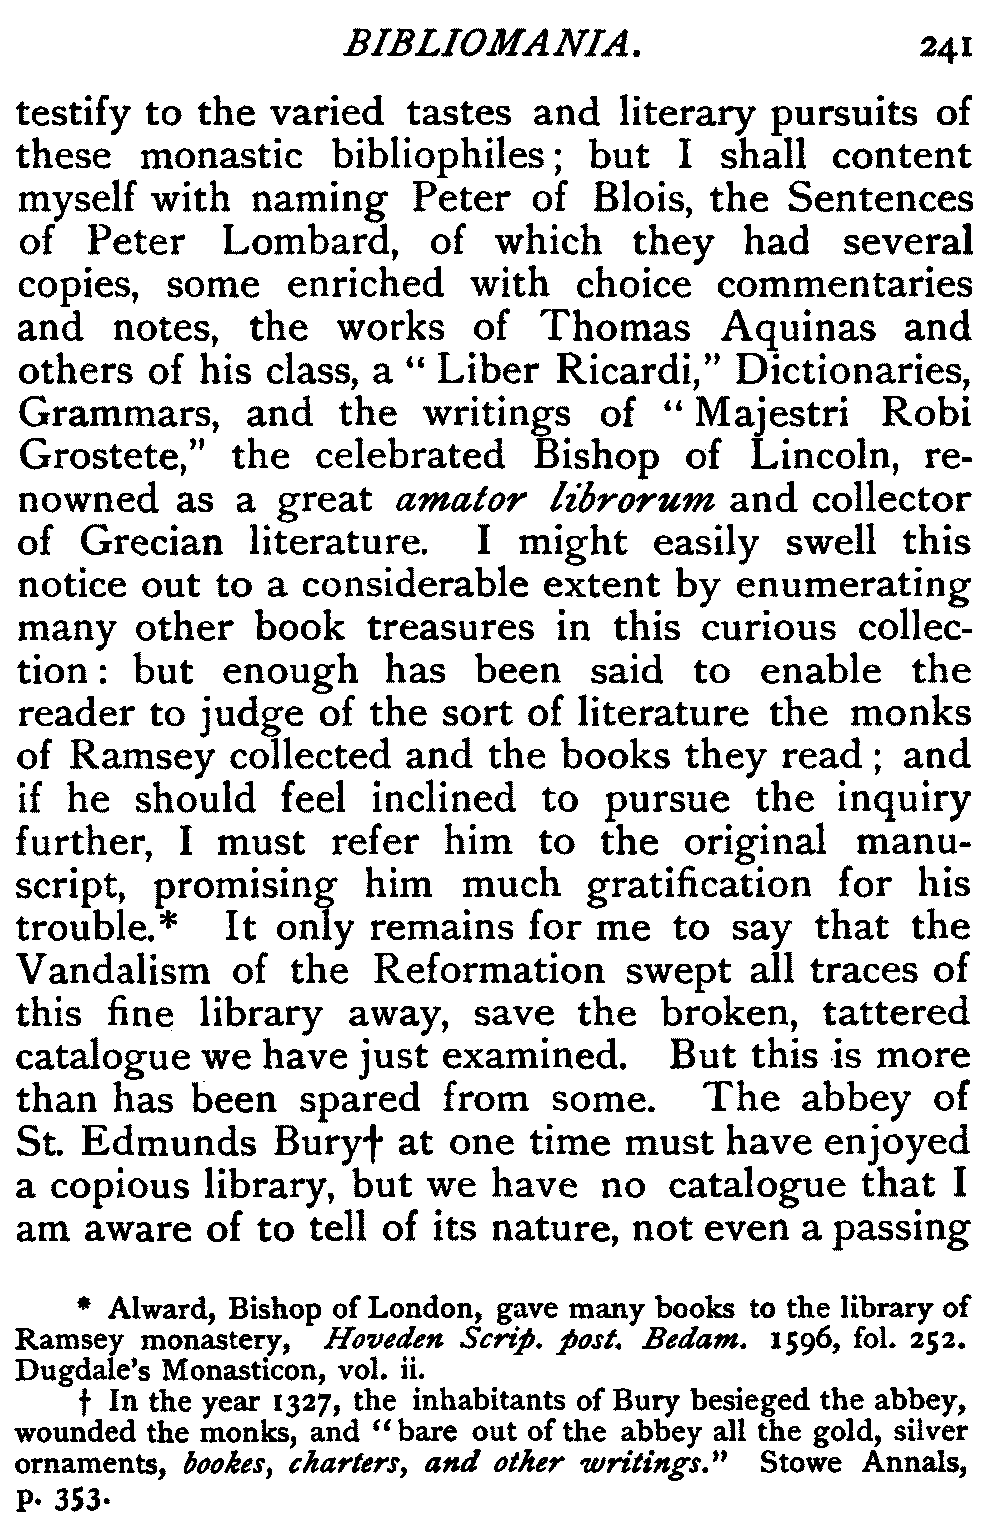 BIBLIOMANIA. 241
testify to the varied tastes and literary pursuits of
these monastic bibliophiles; but I shall content
myself with naming Peter of Blois, the Sentences
of Peter Lombard, of which they had several
copies, some enriched with choice commentaries
and notes, the works of Thomas Aquinas and
others of his class, a “ Liber Ricardi,” Dictionaries,
Grammars, and the writings of “ Majestri Robi
Grostete,” the celebrated Bishop of Lincoln, re-
nowned as a great amator librorum and collector
of Grecian literature. I might easily swell this
notice out to a considerable extent by enumerating
many other book treasures in this curious collec-
tion : but enough has been said to enable the
reader to judge of the sort of literature the monks
of Ramsey collected and the books they read ; and
if he should feel inclined to pursue the inquiry
further, I must refer him to the original manu-
script, promising him much gratification for his
trouble.* It only remains for me to say that the
Vandalism of the Reformation swept all traces of
this fine library away, save the broken, tattered
catalogue we have just examined. But this is more
than has been spared from some. The abbey of
St. Edmunds Bury† at one time must have enjoyed
a copious library, but we have no catalogue that I
am aware of to tell of its nature, not even a passing
* Alward, Bishop of London, gave many books to the library of
Ramsey monastery, Hoveden Scrip. post. Bedam. 1596, fol. 252.
Dugdale's Monasticon, vol. ii.
† In the year 1327, the inhabitants of Bury besieged the abbey,
wounded the monks, and “bare out of the abbey all the gold, silver
ornaments, bookes, charters, and other writings.” Stowe Annals,
p. 353.